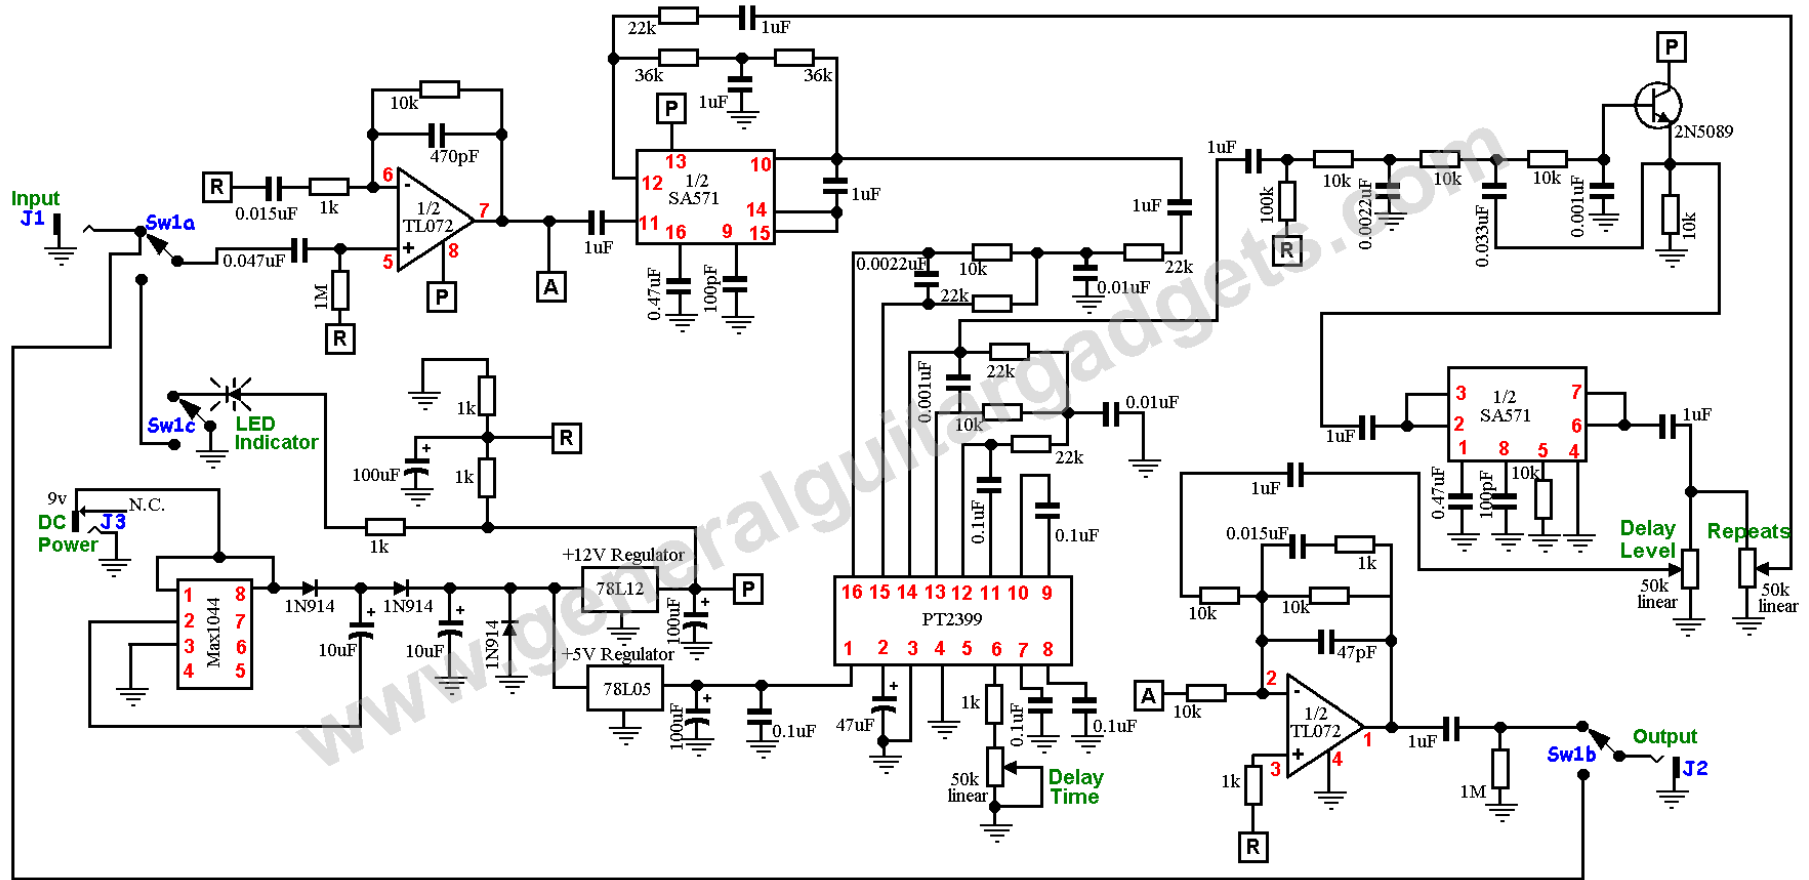 22k
1uF
36k
36k
1uF
P
P
2N5089
10k
470pF
13
10
1/2
SA571
12
14
15
11
16
9
1uF
1uF
0.47uF
100pF
Input
J1
Sw1a
R
0.015uF
1k
6
-
1/2
TL072
7
+
5
8
P
A
0.047uF
1M
R
1uF
1uF
100k
R
10k
0.0022uF
10k
0.033uF
10k
0.001uF
10k
0.0022uF
10k
22k
0.01uF
22k
22k
0.001uF
10k
0.01uF
22k
0.1uF
0.1uF
Sw1c
LED
Indicator
1k
R
100uF
+
1k
1k
9v
N.C.
DC
Power
J3
+12V Regulator
78L12
P
100uF
+
1
8
2
7
3
6
4
5
Max1044
1N914
1N914
10uF
+
10uF
+
1N914
+5V Regulator
78L05
100uF
+
0.1uF
16
15
14
13
12
11
10
9
PT2399
1
2
3
4
5
6
7
8
47uF
+
1k
0.1uF
0.1uF
50k
linear
Delay
Time
1uF
3
1/2
SA571
7
2
6
1
8
5
4
1uF
0.47uF
100pF
10k
1uF
Delay
Level
Repeats
50k
linear
50k
linear
0.015uF
1k
10k
10k
47pF
A
10k
2
-
1/2
TL072
1
+
3
4
1k
R
1uF
1M
Sw1b
Output
J2
www.generalguitargadgets.com